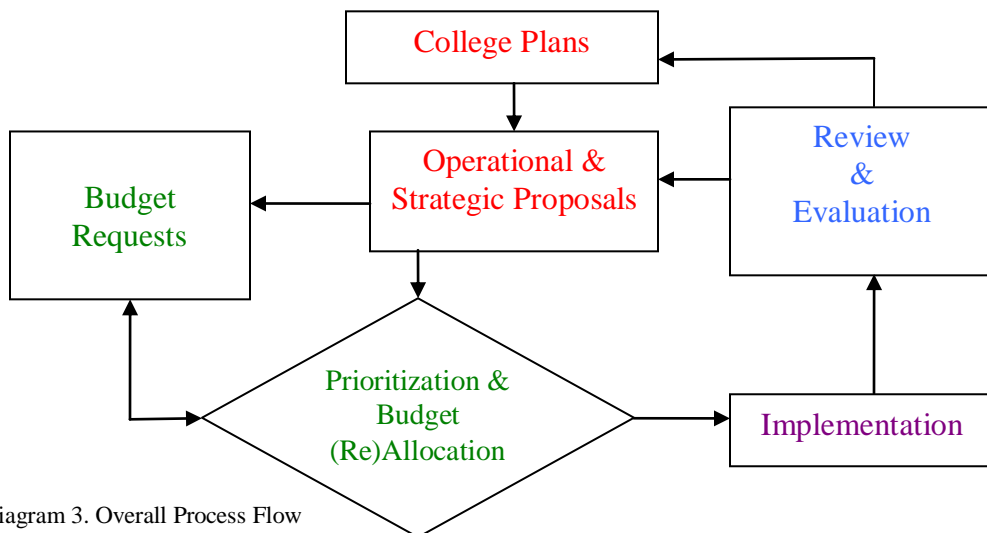 College Plans
Operational &
Strategic Proposals
Review
&
Evaluation
Budget
Requests
Prioritization &
Budget
(Re)Allocation
Implementation
iagram 3. Overall Process Flow